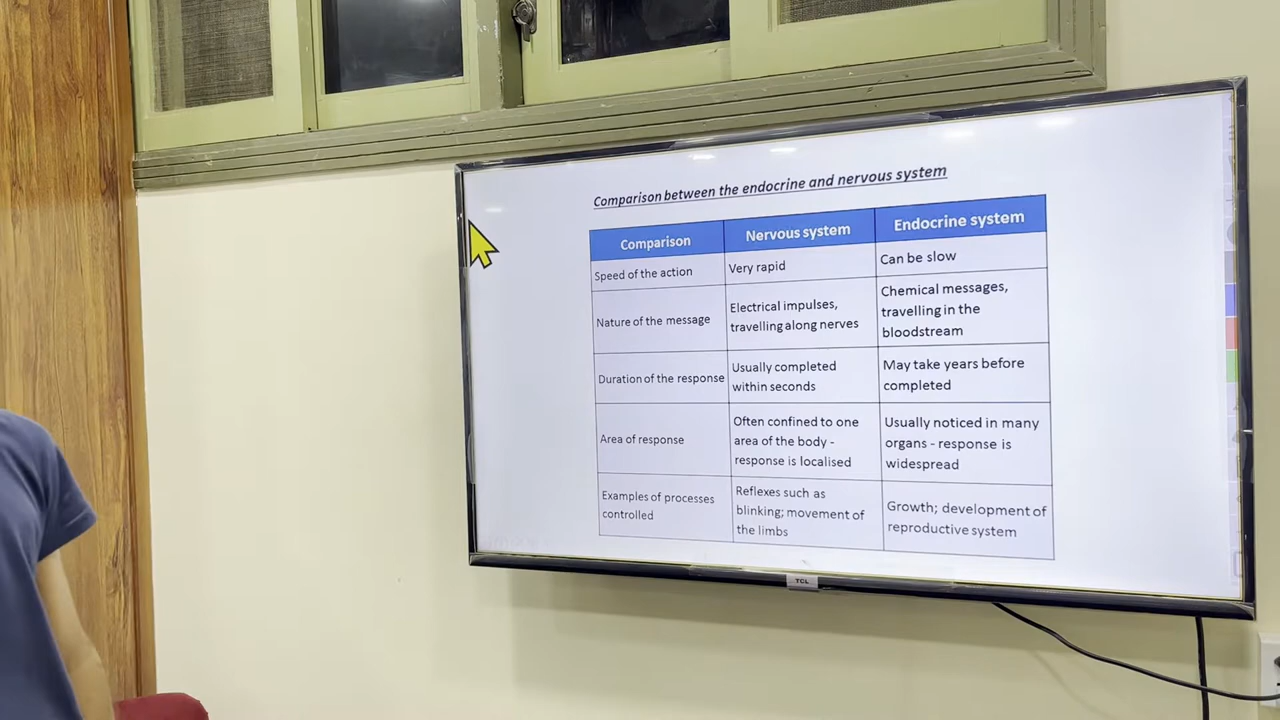 Comparison between the endocrine and nervous system
Comparison
Nervous system
Endocrine system
Speed of the action
Very rapid
Can be slow
Nature of the message
Electrical impulses,
travelling along nerves
Chemical messages,
travelling in the
bloodstream
Duration of the response
Usually completed
within seconds
May take years before
completed
Area of response
Often confined to one
area of the body -
response is localised
Usually noticed in many
organs - response is
widespread
Examples of processes
controlled
Reflexes such as
blinking; movement of
the limbs
Growth; development of
reproductive system
TCL